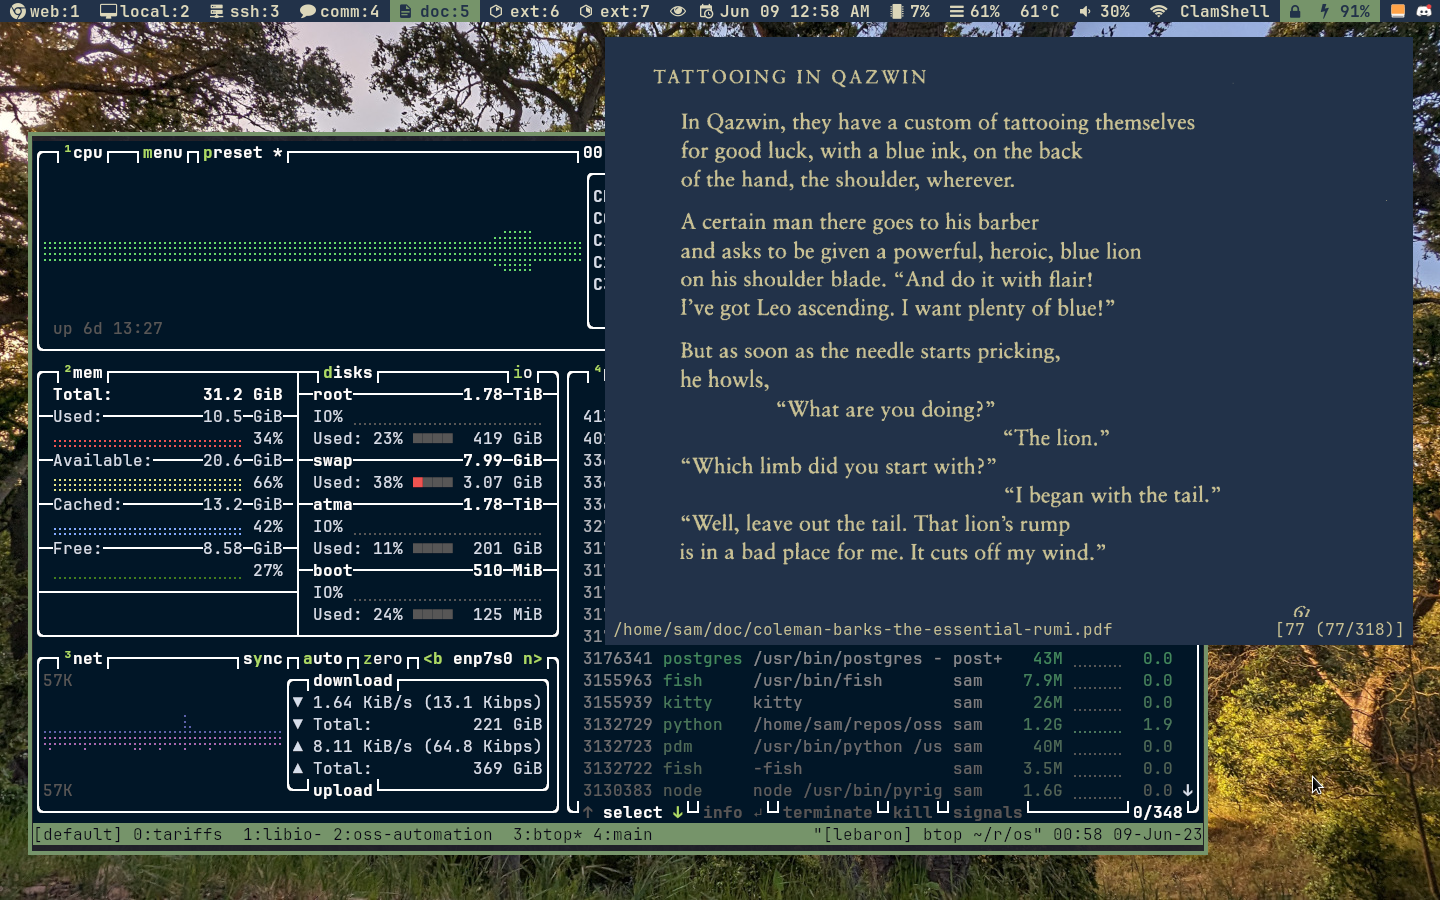 web:1 local:2 ssh:3 comm:4 doc:5 ext:6 ext:7 Jun 09 12:58 AM 7% 61% 61°C 30% ClamShell 91%
TATTOOING IN QAZWIN
In Qazwin, they have a custom of tattooing themselves
for good luck, with a blue ink, on the back
of the hand, the shoulder, wherever.
A certain man there goes to his barber
and asks to be given a powerful, heroic, blue lion
on his shoulder blade. “And do it with flair!
I’ve got Leo ascending. I want plenty of blue!”
But as soon as the needle starts pricking,
he howls,
“What are you doing?”
“The lion.”
“Which limb did you start with?”
“I began with the tail.”
“Well, leave out the tail. That lion’s rump
is in a bad place for me. It cuts off my wind.”
61
/home/sam/doc/coleman-barks-the-essential-rumi.pdf [77 (77/318)]
¹cpu menu preset * 00
up 6d 13:27
²mem
Total: 31.2 GiB
Used: 10.5 GiB
34%
Available: 20.6 GiB
66%
Cached: 13.2 GiB
42%
Free: 8.58 GiB
27%
disks io
root 1.78 TiB
IO%
Used: 23% 419 GiB
swap 7.99 GiB
Used: 38% 3.07 GiB
atma 1.78 TiB
IO%
Used: 11% 201 GiB
boot 510 MiB
IO%
Used: 24% 125 MiB
³net sync auto zero <b enp7s0 n>
57K
57K
download
▼ 1.64 KiB/s (13.1 Kibps)
▼ Total: 221 GiB
▲ 8.11 KiB/s (64.8 Kibps)
▲ Total: 369 GiB
upload
3176341 postgres /usr/bin/postgres - post+ 43M 0.0
3155963 fish /usr/bin/fish sam 7.9M 0.0
3155939 kitty kitty sam 26M 0.0
3132729 python /home/sam/repos/oss sam 1.2G 1.9
3132723 pdm /usr/bin/python /us sam 40M 0.0
3132722 fish -fish sam 3.5M 0.0
3130383 node node /usr/bin/pyrig sam 1.6G 0.0 ↓
↑ select ↓ info ↵ terminate kill signals 0/348
[default] 0:tariffs 1:libio- 2:oss-automation 3:btop* 4:main "[lebaron] btop ~/r/os" 00:58 09-Jun-23